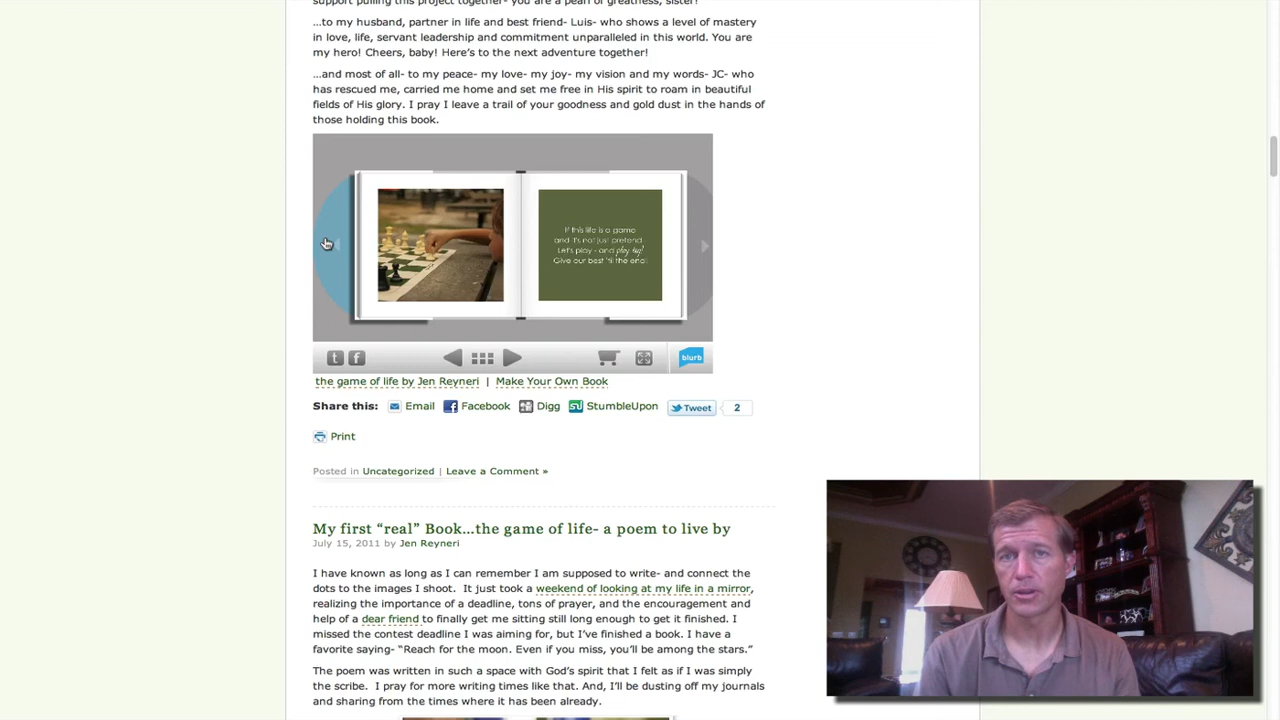 supporting pulling this project together- you are a pearl of greatness, sister!
…to my husband, partner in life and best friend- Luis- who shows a level of mastery
in love, life, servant leadership and commitment unparalleled in this world. You are
my hero! Cheers, baby! Here's to the next adventure together!
…and most of all- to my peace- my love- my joy- my vision and my words- JC- who
has rescued me, carried me home and set me free in His spirit to roam in beautiful
fields of His glory. I pray I leave a trail of your goodness and gold dust in the hands of
those holding this book.
If this life is a game
and it's not just pretend
Let's play - and play hey!
Give our best 'til the end
t f blurb
the game of life by Jen Reyneri | Make Your Own Book
Share this: Email Facebook Digg StumbleUpon Tweet 2
Print
Posted in Uncategorized | Leave a Comment »
My first “real” Book…the game of life- a poem to live by
July 15, 2011 by Jen Reyneri
I have known as long as I can remember I am supposed to write- and connect the
dots to the images I shoot. It just took a weekend of looking at my life in a mirror,
realizing the importance of a deadline, tons of prayer, and the encouragement and
help of a dear friend to finally get me sitting still long enough to get it finished. I
missed the contest deadline I was aiming for, but I've finished a book. I have a
favorite saying- “Reach for the moon. Even if you miss, you'll be among the stars.”
The poem was written in such a space with God's spirit that I felt as if I was simply
the scribe. I pray for more writing times like that. And, I'll be dusting off my journals
and sharing from the times where it has been already.